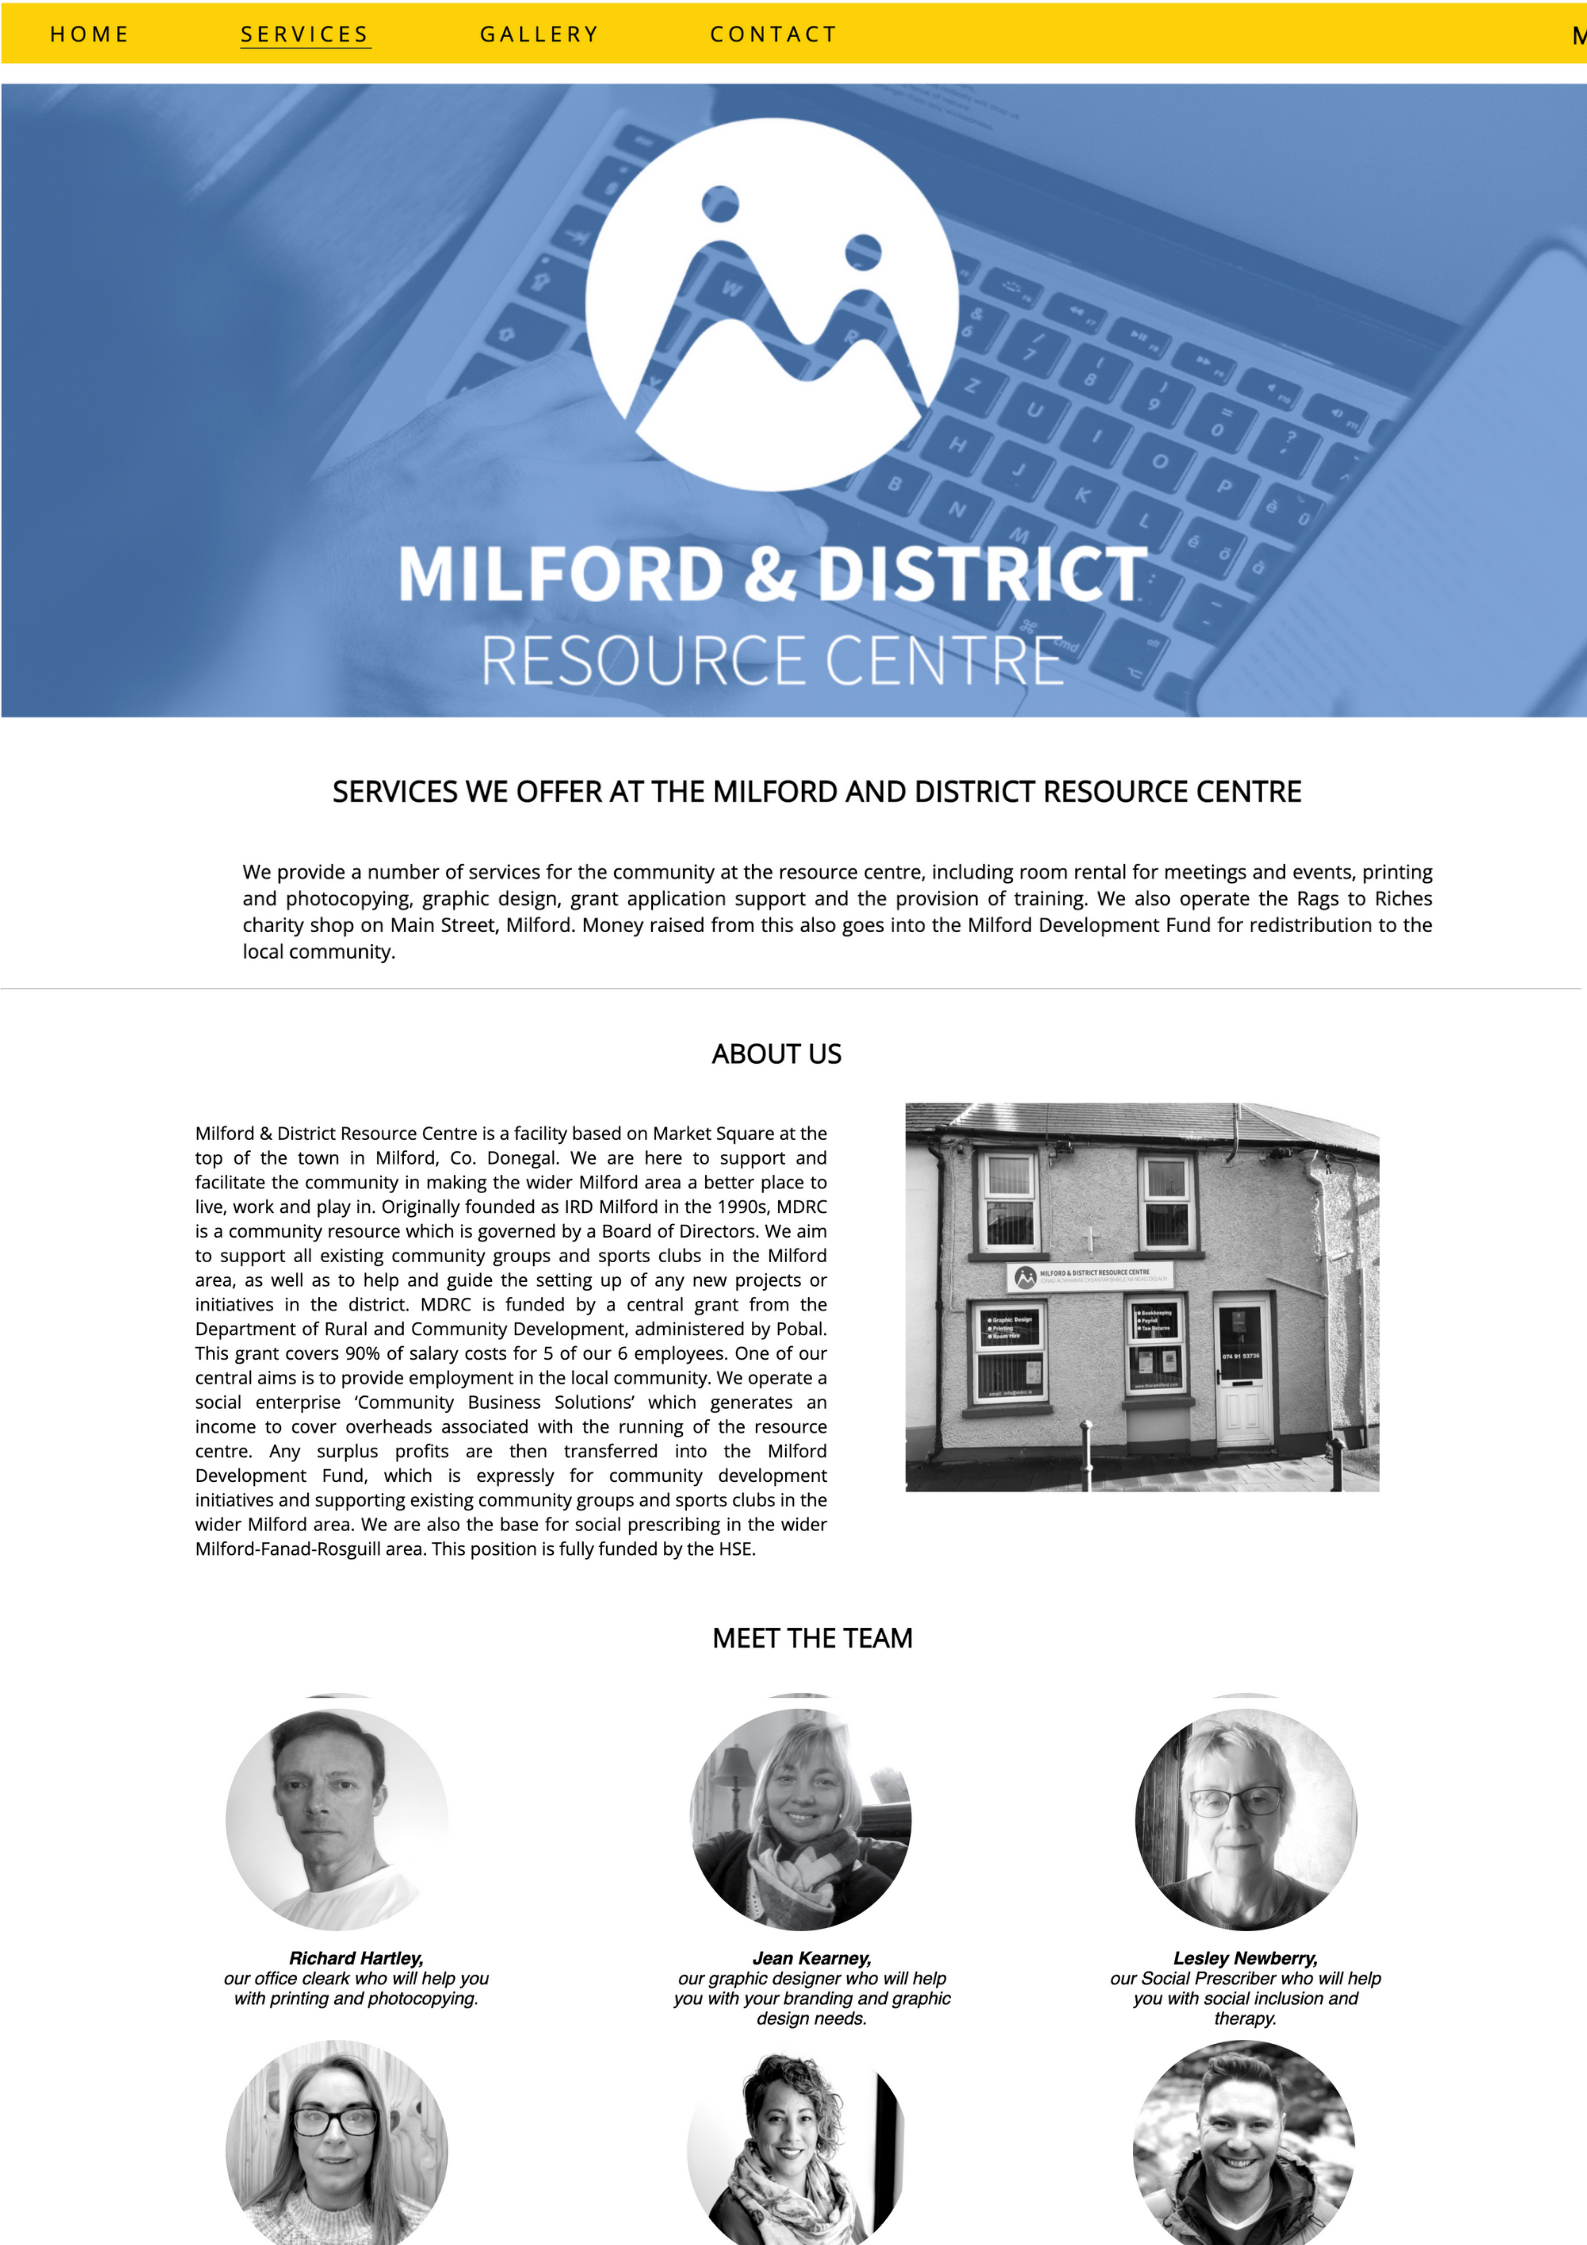 HOME SERVICES GALLERY CONTACT M
MILFORD & DISTRICT
RESOURCE CENTRE
SERVICES WE OFFER AT THE MILFORD AND DISTRICT RESOURCE CENTRE
We provide a number of services for the community at the resource centre, including room rental for meetings and events, printing
and photocopying, graphic design, grant application support and the provision of training. We also operate the Rags to Riches
charity shop on Main Street, Milford. Money raised from this also goes into the Milford Development Fund for redistribution to the
local community.
ABOUT US
Milford & District Resource Centre is a facility based on Market Square at the
top of the town in Milford, Co. Donegal. We are here to support and
facilitate the community in making the wider Milford area a better place to
live, work and play in. Originally founded as IRD Milford in the 1990s, MDRC
is a community resource which is governed by a Board of Directors. We aim
to support all existing community groups and sports clubs in the Milford
area, as well as to help and guide the setting up of any new projects or
initiatives in the district. MDRC is funded by a central grant from the
Department of Rural and Community Development, administered by Pobal.
This grant covers 90% of salary costs for 5 of our 6 employees. One of our
central aims is to provide employment in the local community. We operate a
social enterprise ‘Community Business Solutions’ which generates an
income to cover overheads associated with the running of the resource
centre. Any surplus profits are then transferred into the Milford
Development Fund, which is expressly for community development
initiatives and supporting existing community groups and sports clubs in the
wider Milford area. We are also the base for social prescribing in the wider
Milford-Fanad-Rosguill area. This position is fully funded by the HSE.
MILFORD & DISTRICT RESOURCE CENTRE
Graphic Design
Printing
Room Hire
Bookkeeping
Payroll
Tax Returns
074 91 53736
MEET THE TEAM
Richard Hartley,
our office cleark who will help you
with printing and photocopying.
Jean Kearney,
our graphic designer who will help
you with your branding and graphic
design needs.
Lesley Newberry,
our Social Prescriber who will help
you with social inclusion and
therapy.